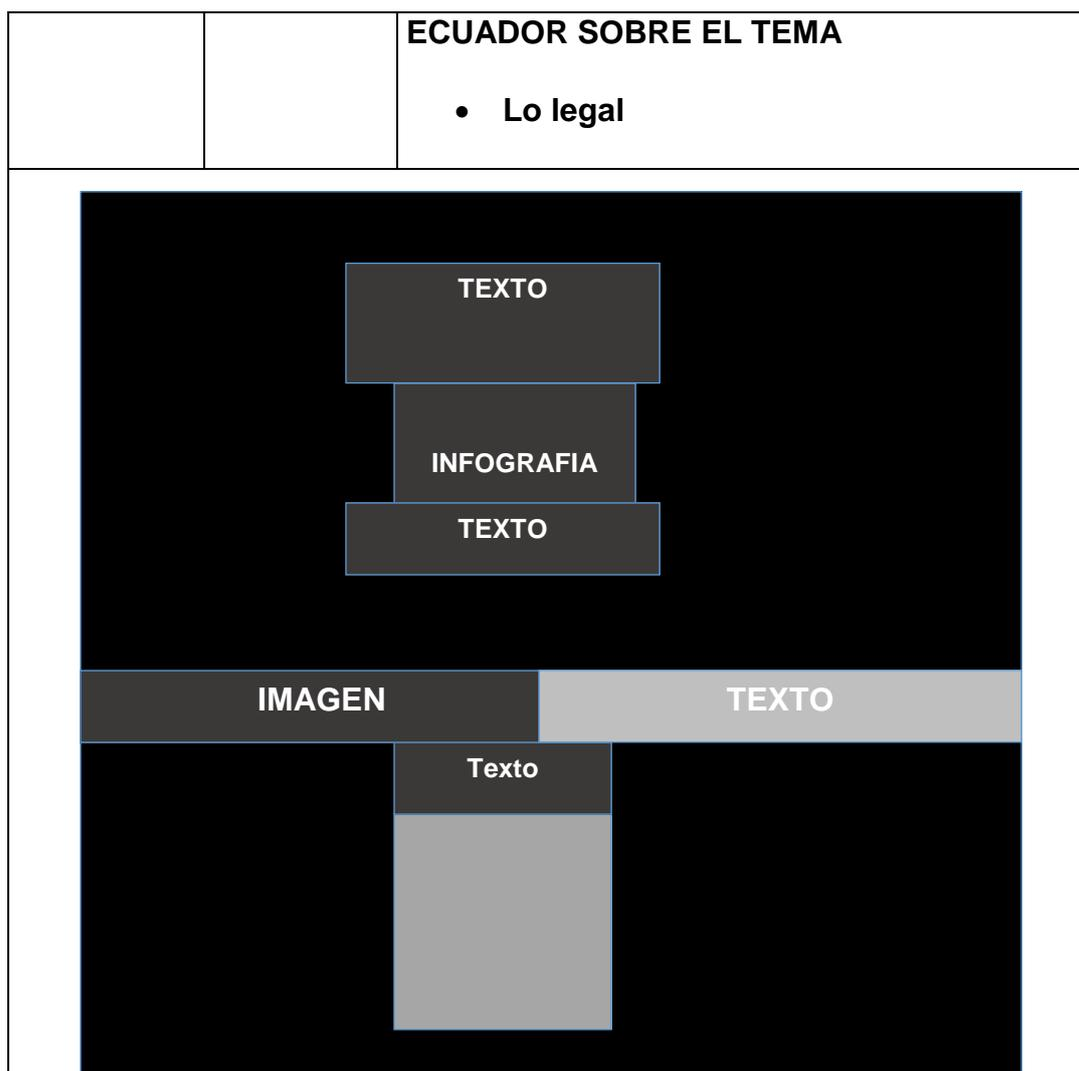 ECUADOR SOBRE EL TEMA
• Lo legal
TEXTO
INFOGRAFIA
TEXTO
IMAGEN TEXTO
Texto